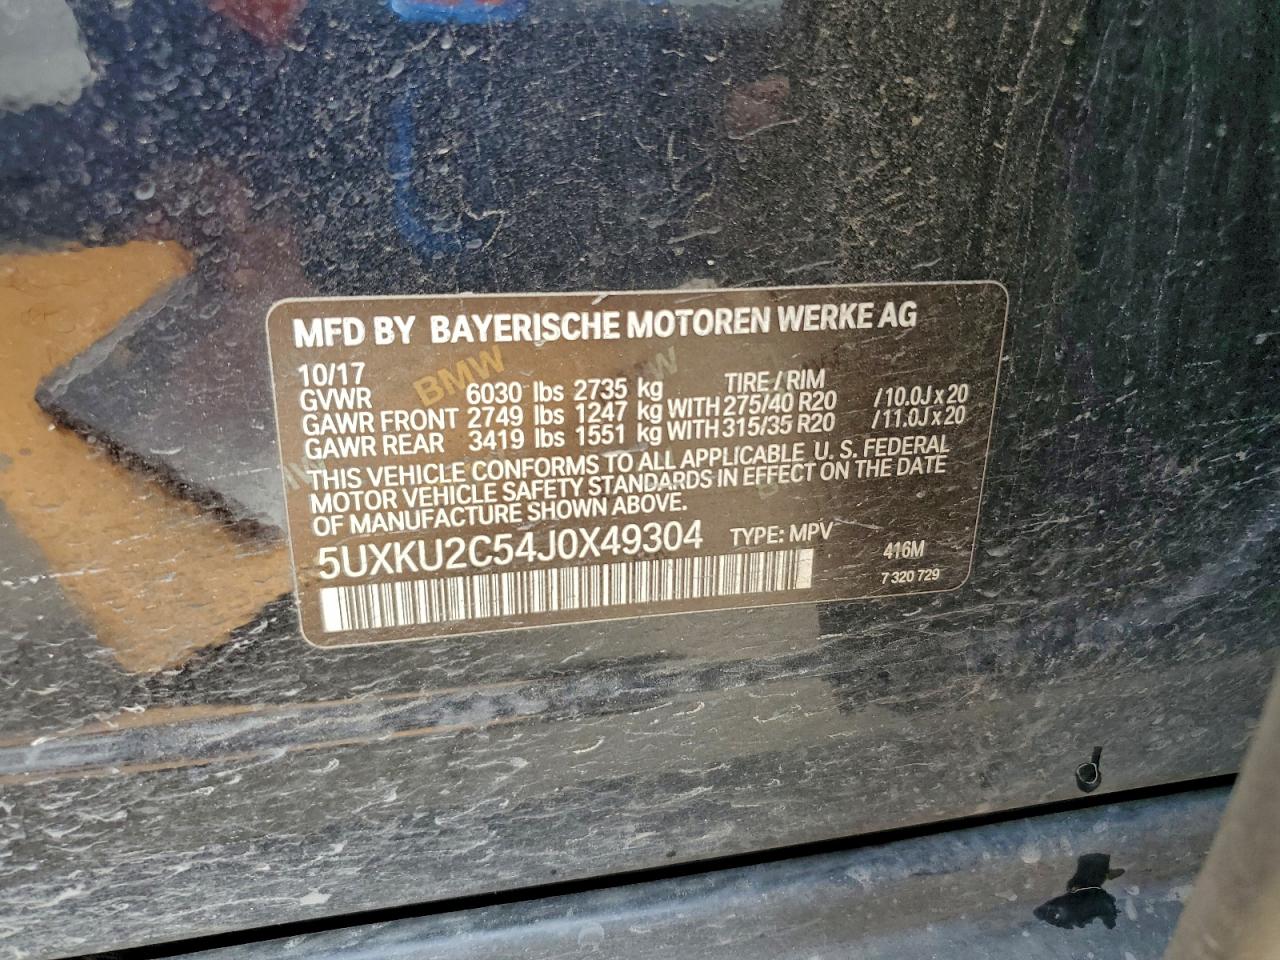 MFD BY BAYERISCHE MOTOREN WERKE AG
10/17 TIRE / RIM
GVWR 6030 lbs 2735 kg
GAWR FRONT 2749 lbs 1247 kg WITH 275/40 R20 / 10.0J x 20
GAWR REAR 3419 lbs 1551 kg WITH 315/35 R20 / 11.0J x 20
THIS VEHICLE CONFORMS TO ALL APPLICABLE U. S. FEDERAL
MOTOR VEHICLE SAFETY STANDARDS IN EFFECT ON THE DATE
OF MANUFACTURE SHOWN ABOVE.
5UXKU2C54J0X49304 TYPE: MPV
416M
7 320 729
BMW